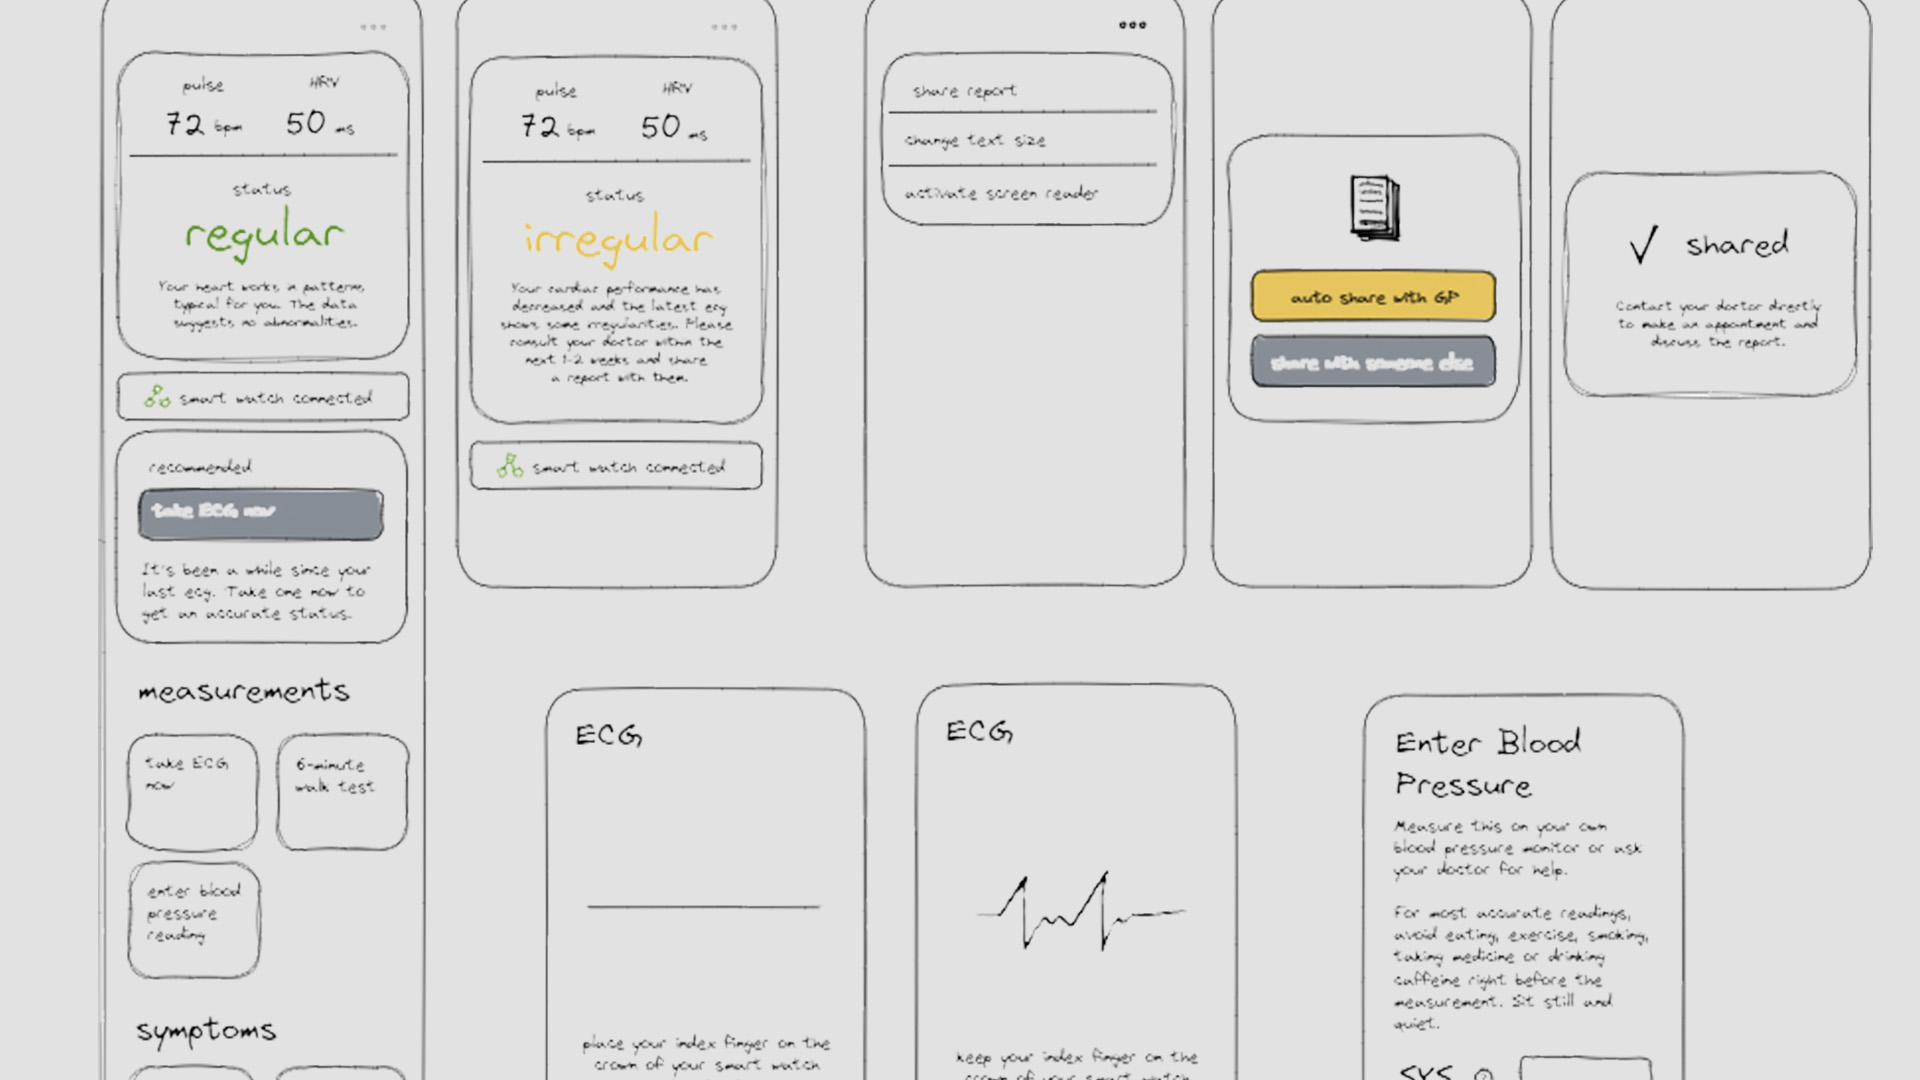 pulse HRV
72 bpm 50 ms
status
regular
Your heart works in patterns
typical for you. The data
suggests no abnormalities.
smart watch connected
recommended
take ECG now
It's been a while since your
last ecg. Take one now to
get an accurate status.
measurements
take ECG
now
6-minute
walk test
enter blood
pressure
reading
symptoms
pulse HRV
72 bpm 50 ms
status
irregular
Your cardiac performance has
decreased and the latest ecg
shows some irregularities. Please
consult your doctor within the
next 1-2 weeks and share
a report with them.
smart watch connected
share report
change text size
activate screen reader
auto share with GP
share with someone else
✓ shared
Contact your doctor directly
to make an appointment and
discuss the report.
ECG
place your index finger on the
crown of your smart watch
ECG
keep your index finger on the
crown of your smart watch
Enter Blood
Pressure
Measure this on your own
blood pressure monitor or ask
your doctor for help.
For most accurate readings,
avoid eating, exercise, smoking,
taking medicine or drinking
caffeine right before the
measurement. Sit still and
quiet.
SYS ?